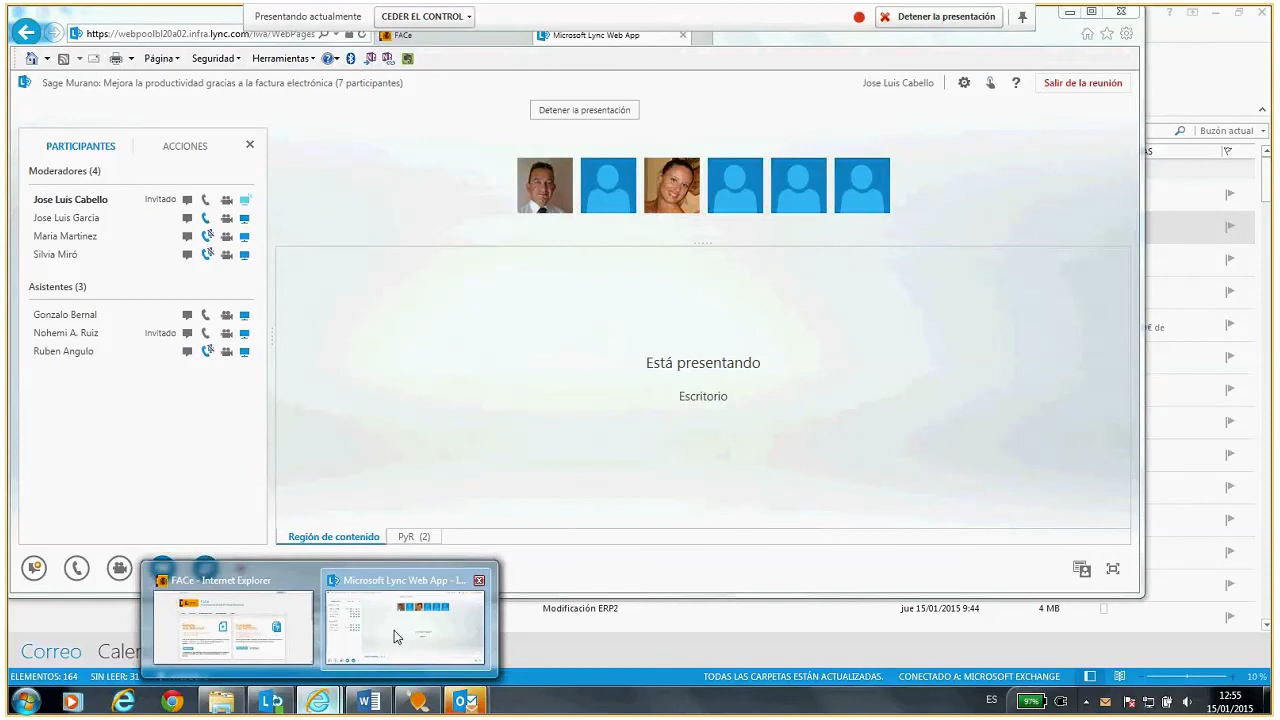 Presentando actualmente
CEDER EL CONTROL
Detener la presentación
https://webpoolbl20a02.infra.lync.com/lwa/WebPages
FACe
Microsoft Lync Web App
Página
Seguridad
Herramientas
Sage Murano: Mejora la productividad gracias a la factura electrónica (7 participantes)
Jose Luis Cabello
?
Salir de la reunión
Detener la presentación
PARTICIPANTES
ACCIONES
Moderadores (4)
Jose Luis Cabello
Invitado
Jose Luis Garcia
Maria Martinez
Silvia Miró
Asistentes (3)
Gonzalo Bernal
Nohemi A. Ruiz
Invitado
Ruben Angulo
Buzón actual
AS
€ de
Está presentando
Escritorio
Región de contenido
PyR (2)
FACe - Internet Explorer
Microsoft Lync Web App - I...
Modificación ERP2
jue 15/01/2015 9:44
4 MB
Correo
Caler
ELEMENTOS: 164
SIN LEER: 31
TODAS LAS CARPETAS ESTÁN ACTUALIZADAS.
CONECTADO A: MICROSOFT EXCHANGE
10 %
ES
97%
12:55
15/01/2015